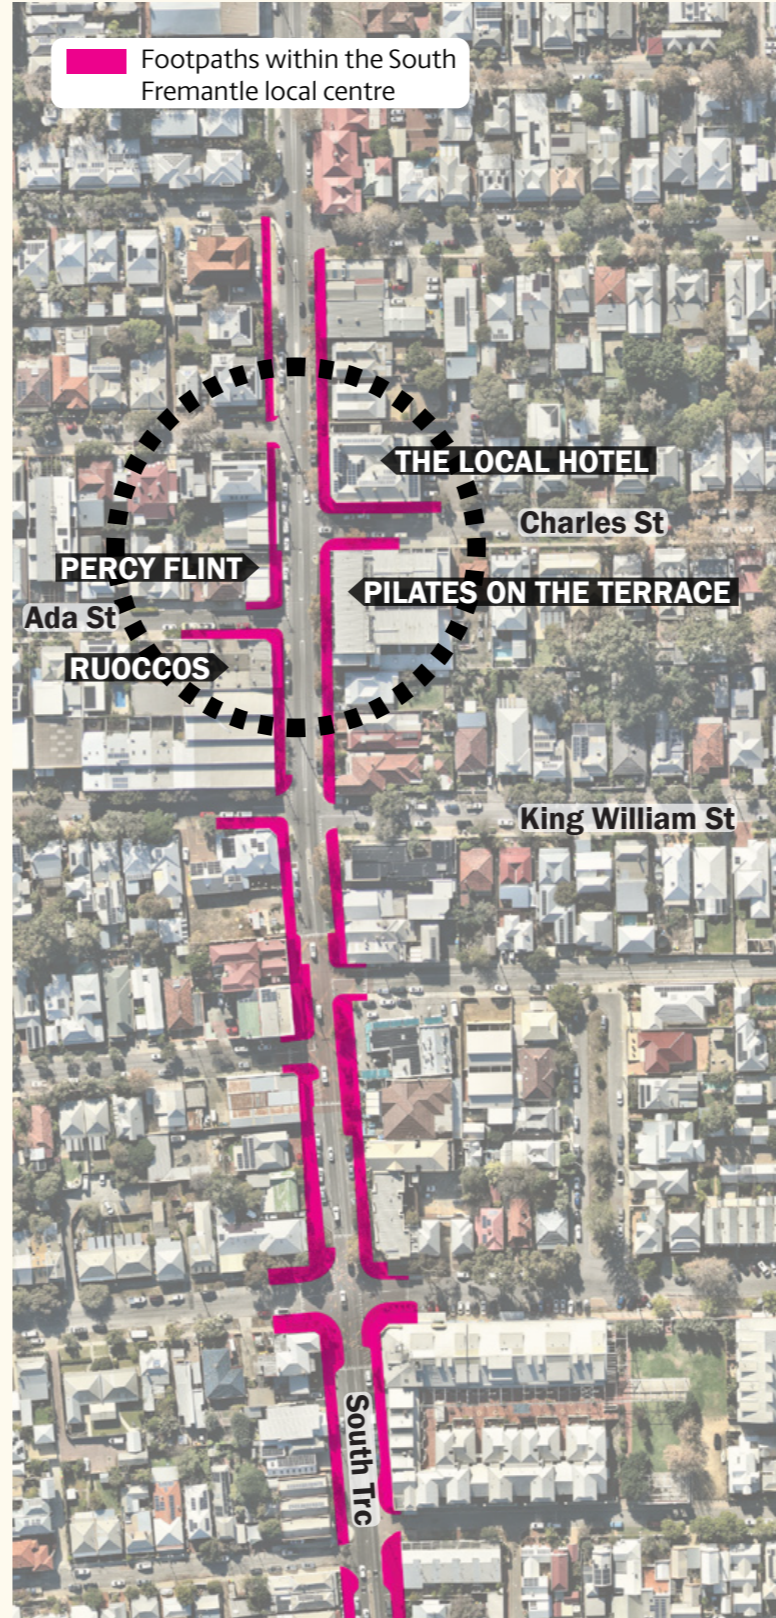 Footpaths within the South
Fremantle local centre
THE LOCAL HOTEL
Charles St
PERCY FLINT
PILATES ON THE TERRACE
Ada St
RUOCCOS
King William St
South Trc